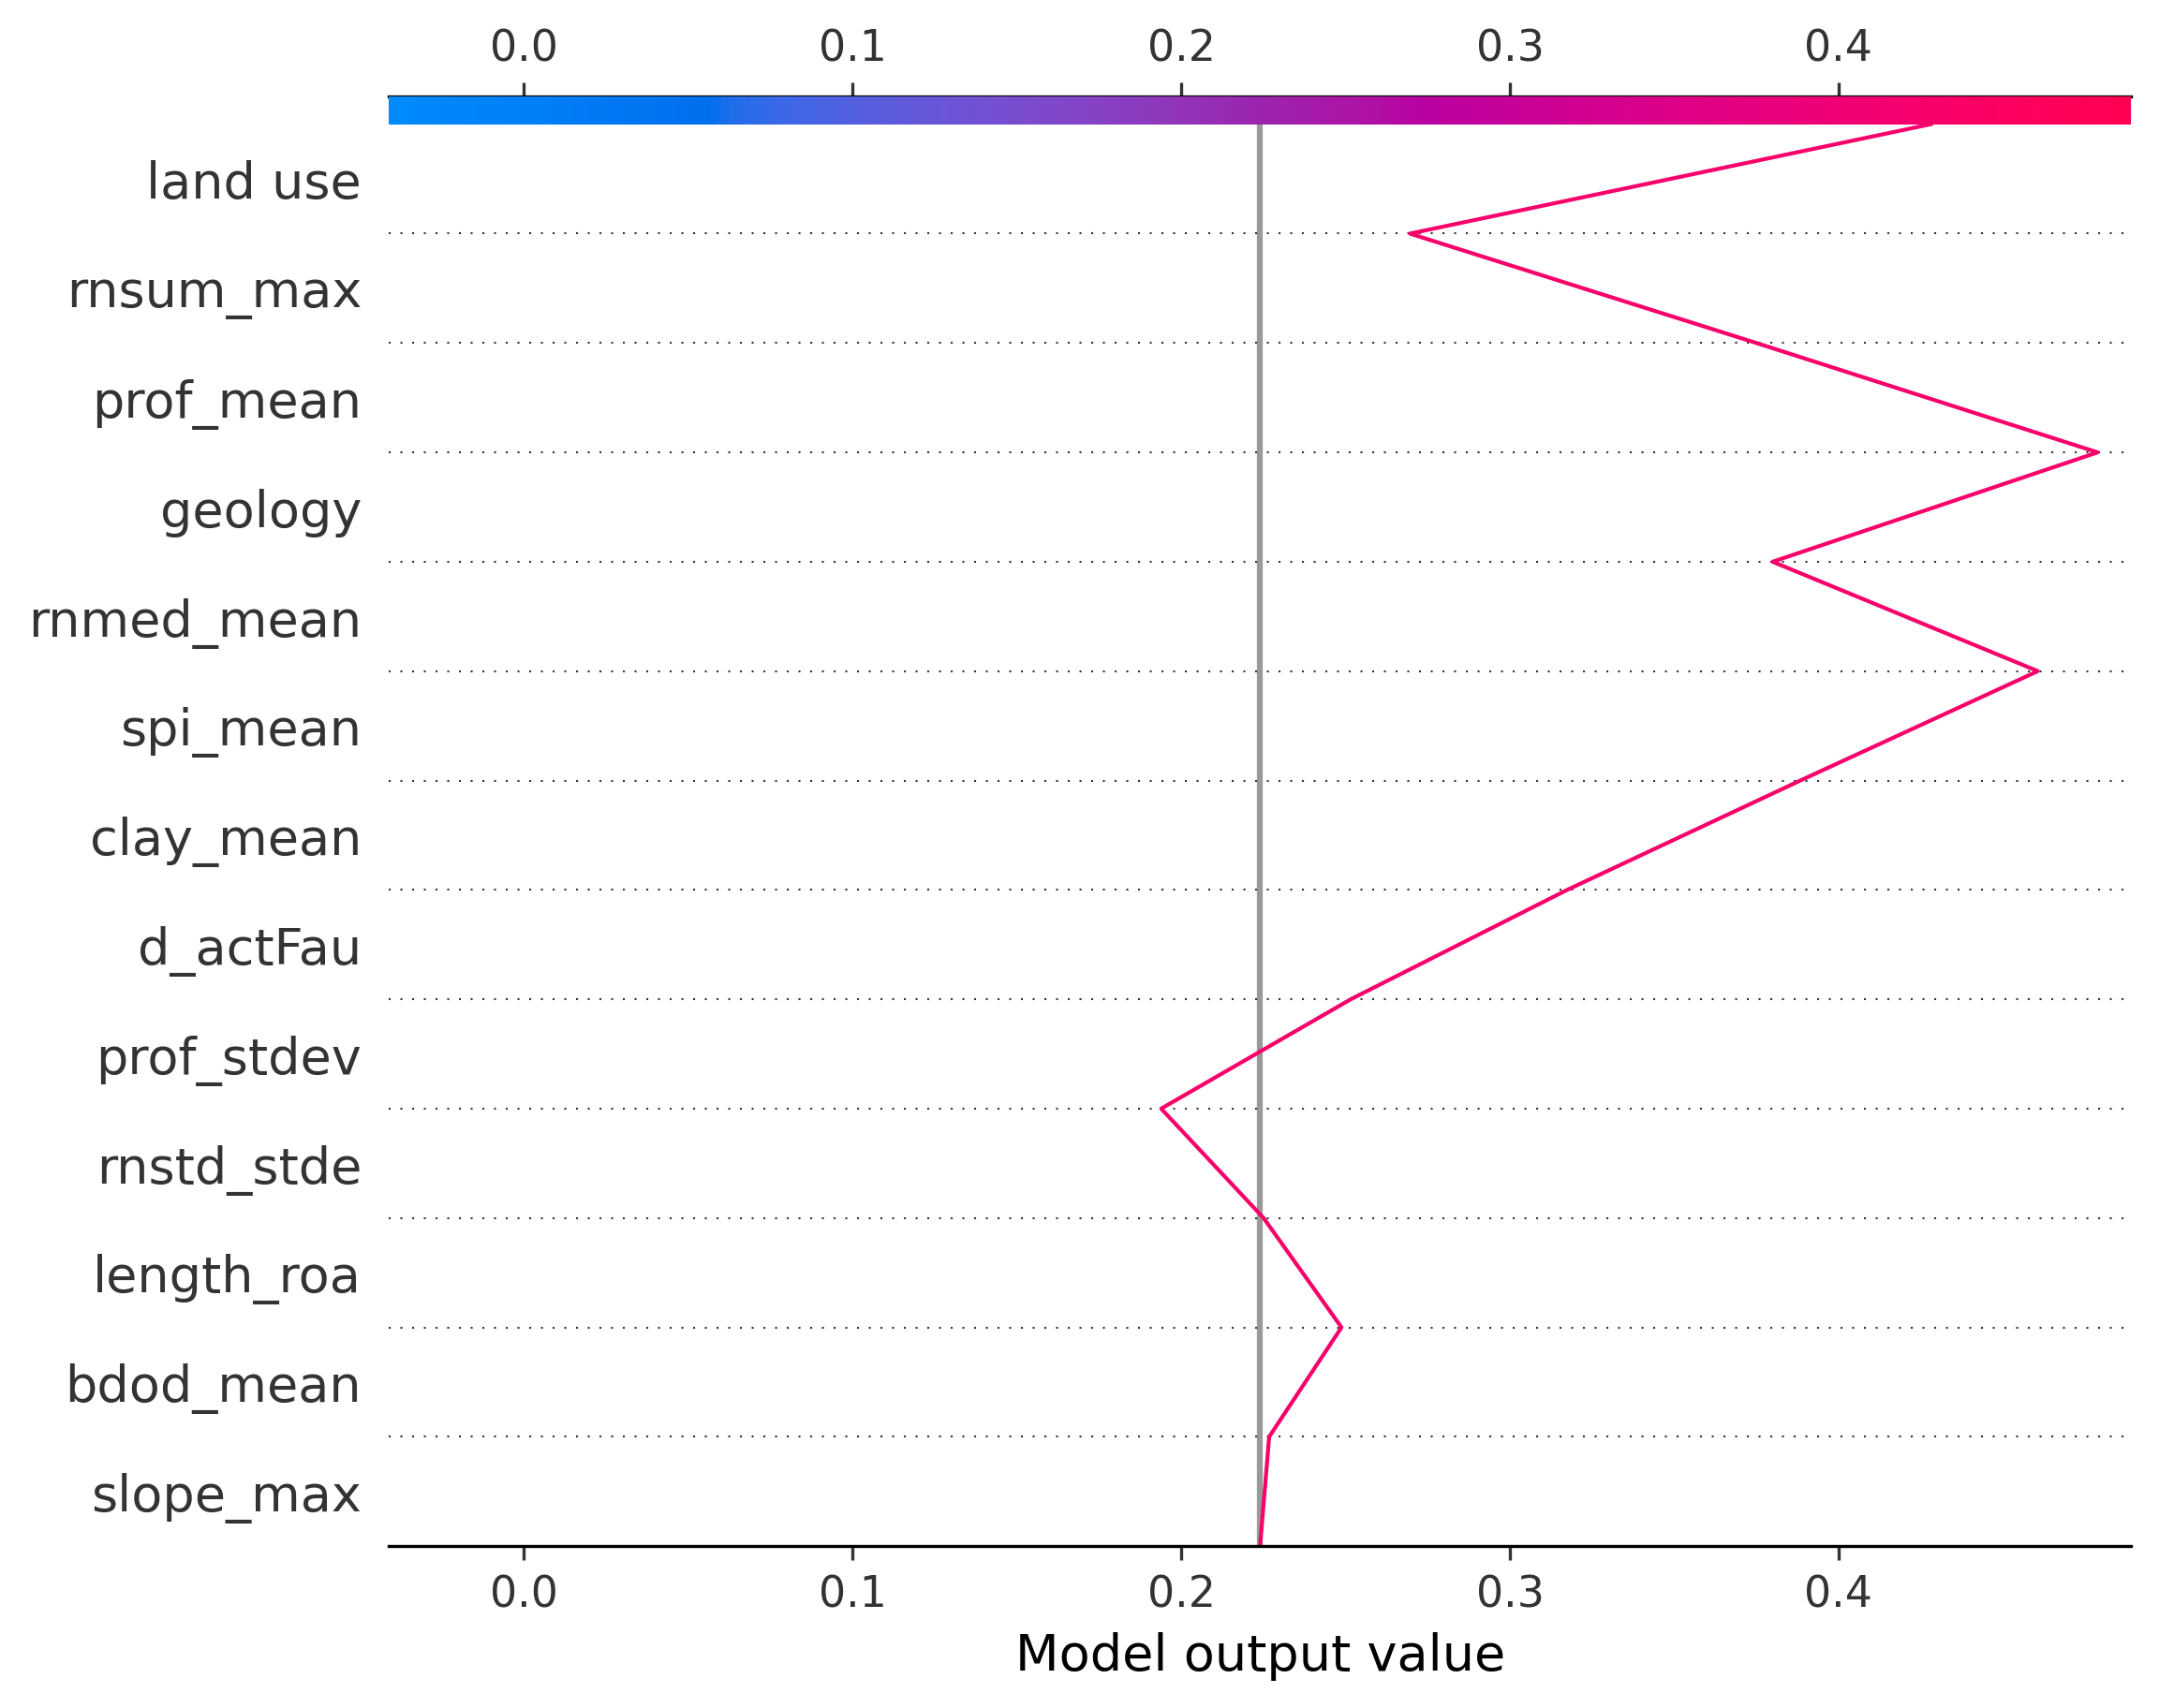 0.0 0.1 0.2 0.3 0.4
land use
rnsum_max
prof_mean
geology
rnmed_mean
spi_mean
clay_mean
d_actFau
prof_stdev
rnstd_stde
length_roa
bdod_mean
slope_max
0.0 0.1 0.2 0.3 0.4
Model output value